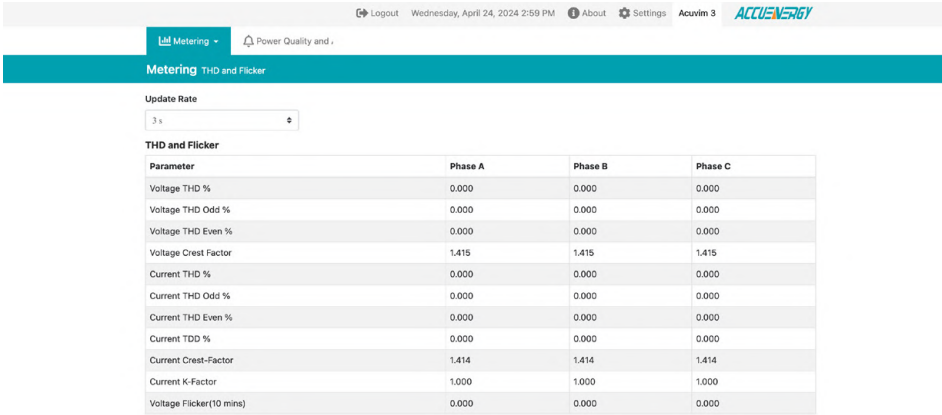 Logout Wednesday, April 24, 2024 2:59 PM About Settings Acuvim 3 ACCUENERGY
Metering Power Quality and
Metering THD and Flicker
Update Rate
3 s
THD and Flicker
Parameter Phase A Phase B Phase C
Voltage THD % 0.000 0.000 0.000
Voltage THD Odd % 0.000 0.000 0.000
Voltage THD Even % 0.000 0.000 0.000
Voltage Crest Factor 1.415 1.415 1.415
Current THD % 0.000 0.000 0.000
Current THD Odd % 0.000 0.000 0.000
Current THD Even % 0.000 0.000 0.000
Current TDD % 0.000 0.000 0.000
Current Crest-Factor 1.414 1.414 1.414
Current K-Factor 1.000 1.000 1.000
Voltage Flicker(10 mins) 0.000 0.000 0.000